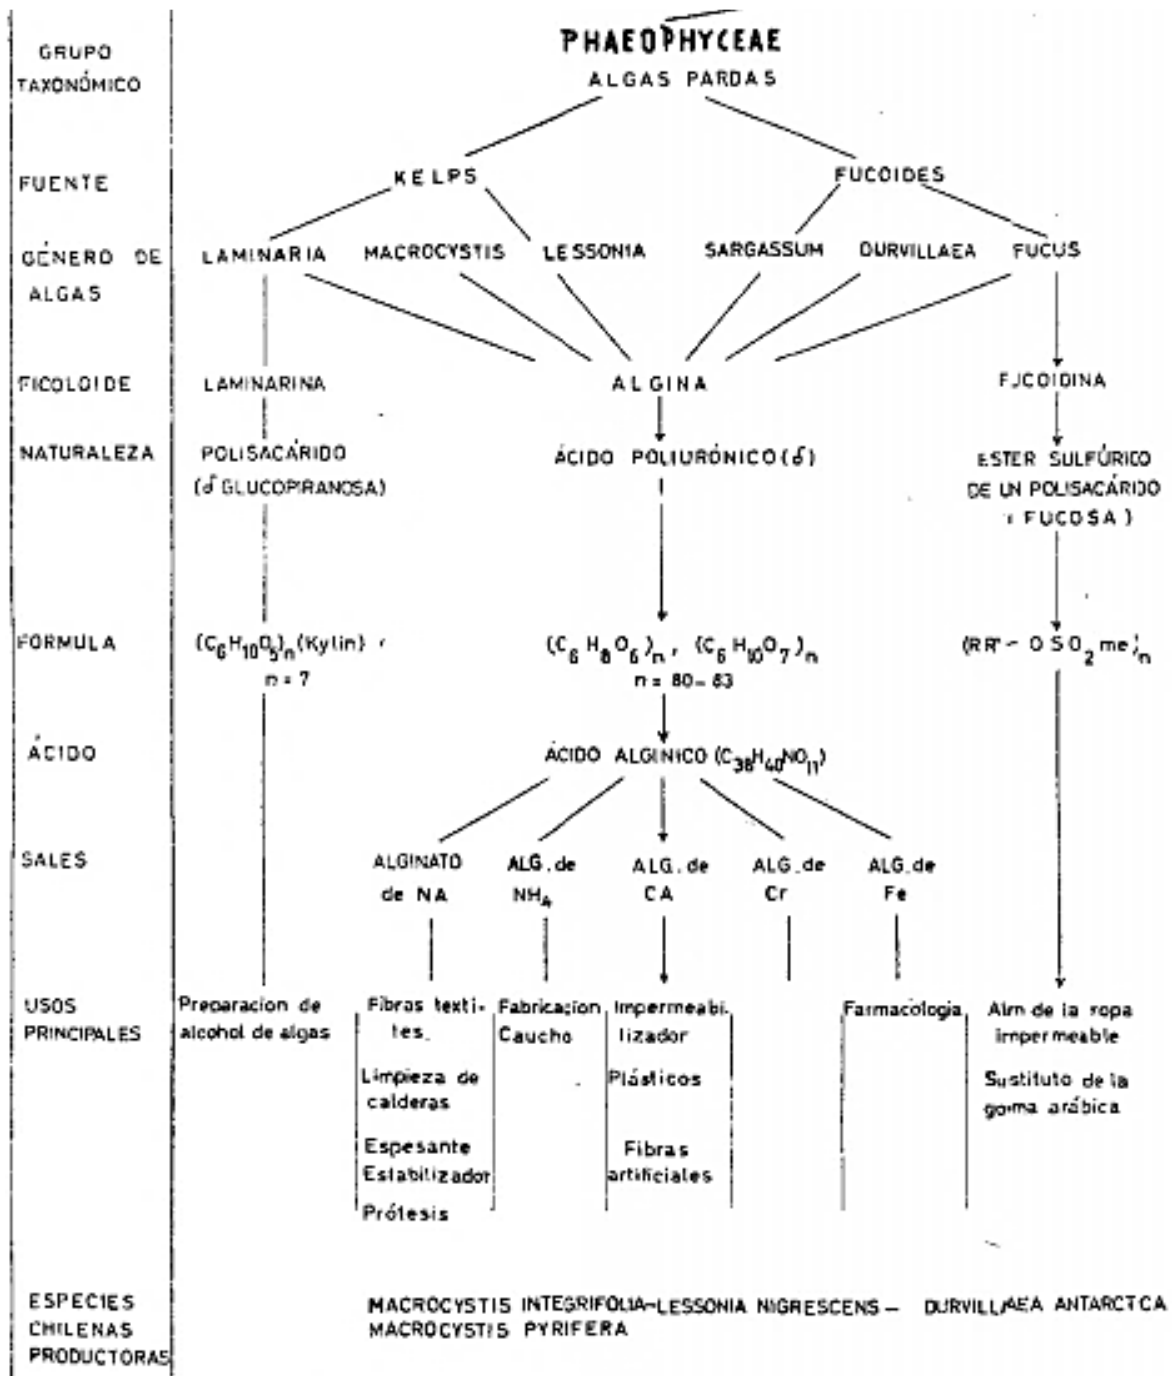 PHAEOPHYCEAE
GRUPO
TAXONÓMICO
ALGAS PARDAS
FUENTE
KELPS
FUCOIDES
GÉNERO DE
ALGAS
LAMINARIA
MACROCYSTIS
LESSONIA
SARGASSUM
DURVILLAEA
FUCUS
FICOLOIDE
LAMINARINA
ALGINA
FUCOIDINA
NATURALEZA
POLISACÁRIDO
(δ GLUCOPIRANOSA)
ÁCIDO POLIURÓNICO (δ)
ESTER SULFÚRICO
DE UN POLISACÁRIDO
( FUCOSA )
FORMULA
(C6H10O5)n (Kylin)
n = 7
(C6H8O6)n, (C6H10O7)n
n = 80-83
(RR'- OSO2 me)n
ÁCIDO
ÁCIDO ALGINICO (C38H40NO11)
SALES
ALGINATO
de NA
ALG. de
NH4
ALG. de
CA
ALG. de
Cr
ALG. de
Fe
USOS
PRINCIPALES
Preparacion de
alcohol de algas
Fibras texti-
tes.
Limpieza de
calderas
Espesante
Estabilizador
Prótesis
Fabricacion
Caucho
Impermeabi-
lizador
Plásticos
Fibras
artificiales
Farmacologia
Alm de la ropa
impermeable
Sustituto de la
goma arábica
ESPECIES
CHILENAS
PRODUCTORAS
MACROCYSTIS INTEGRIFOLIA-LESSONIA NIGRESCENS - DURVILLAEA ANTARCTCA
MACROCYSTIS PYRIFERA